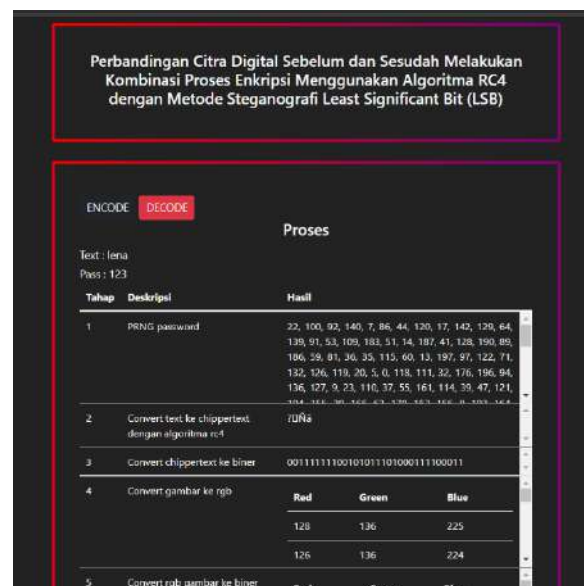 Perbandingan Citra Digital Sebelum dan Sesudah Melakukan
Kombinasi Proses Enkripsi Menggunakan Algoritma RC4
dengan Metode Steganografi Least Significant Bit (LSB)
ENCODE DECODE
Proses
Text : lena
Pass : 123
Tahap Deskripsi Hasil
1 PRNG password 22, 100, 92, 140, 7, 86, 44, 120, 17, 142, 129, 64,
139, 91, 53, 109, 183, 51, 14, 187, 41, 128, 190, 89,
186, 59, 81, 36, 35, 115, 60, 13, 197, 97, 122, 71,
132, 126, 119, 20, 5, 0, 118, 111, 32, 176, 196, 94,
136, 127, 9, 23, 110, 37, 55, 161, 114, 39, 47, 121,
2 Convert text ke chippertext
dengan algoritma rc4
3 Convert chippertext ke biner
4 Convert gambar ke rgb
Red Green Blue
128 136 225
126 136 224
5 Convert rgb gambar ke biner